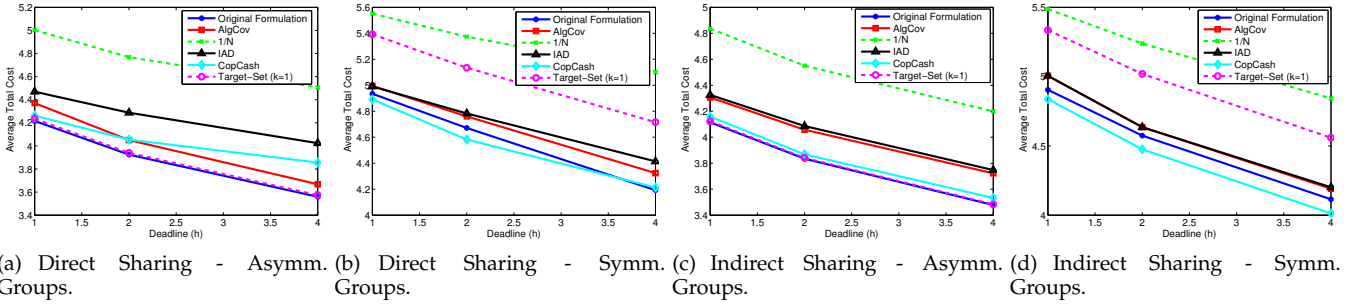 5.2
5
4.8
4.6
4.4
4.2
4
3.8
3.6
3.4
Average Total Cost
1 1.5 2 2.5 3 3.5 4
Deadline (h)
Original Formulation
AlgCov
1/N
IAD
CopCash
Target-Set (k=1)
5.6
5.4
5.2
5
4.8
4.6
4.4
4.2
4
Average Total Cost
1 1.5 2 2.5 3 3.5 4
Deadline (h)
Original Formulation
AlgCov
1/N
IAD
CopCash
Target-Set (k=1)
5
4.8
4.6
4.4
4.2
4
3.8
3.6
3.4
Average Total Cost
1 1.5 2 2.5 3 3.5 4
Deadline (h)
Original Formulation
AlgCov
1/N
IAD
CopCash
Target-Set (k=1)
5.5
5
4.5
4
Average Total Cost
1 1.5 2 2.5 3 3.5 4
Deadline (h)
Original Formulation
AlgCov
1/N
IAD
CopCash
Target-Set (k=1)
(a) Direct Sharing - Asymm.
Groups.
(b) Direct Sharing - Symm.
Groups.
(c) Indirect Sharing - Asymm.
Groups.
(d) Indirect Sharing - Symm.
Groups.